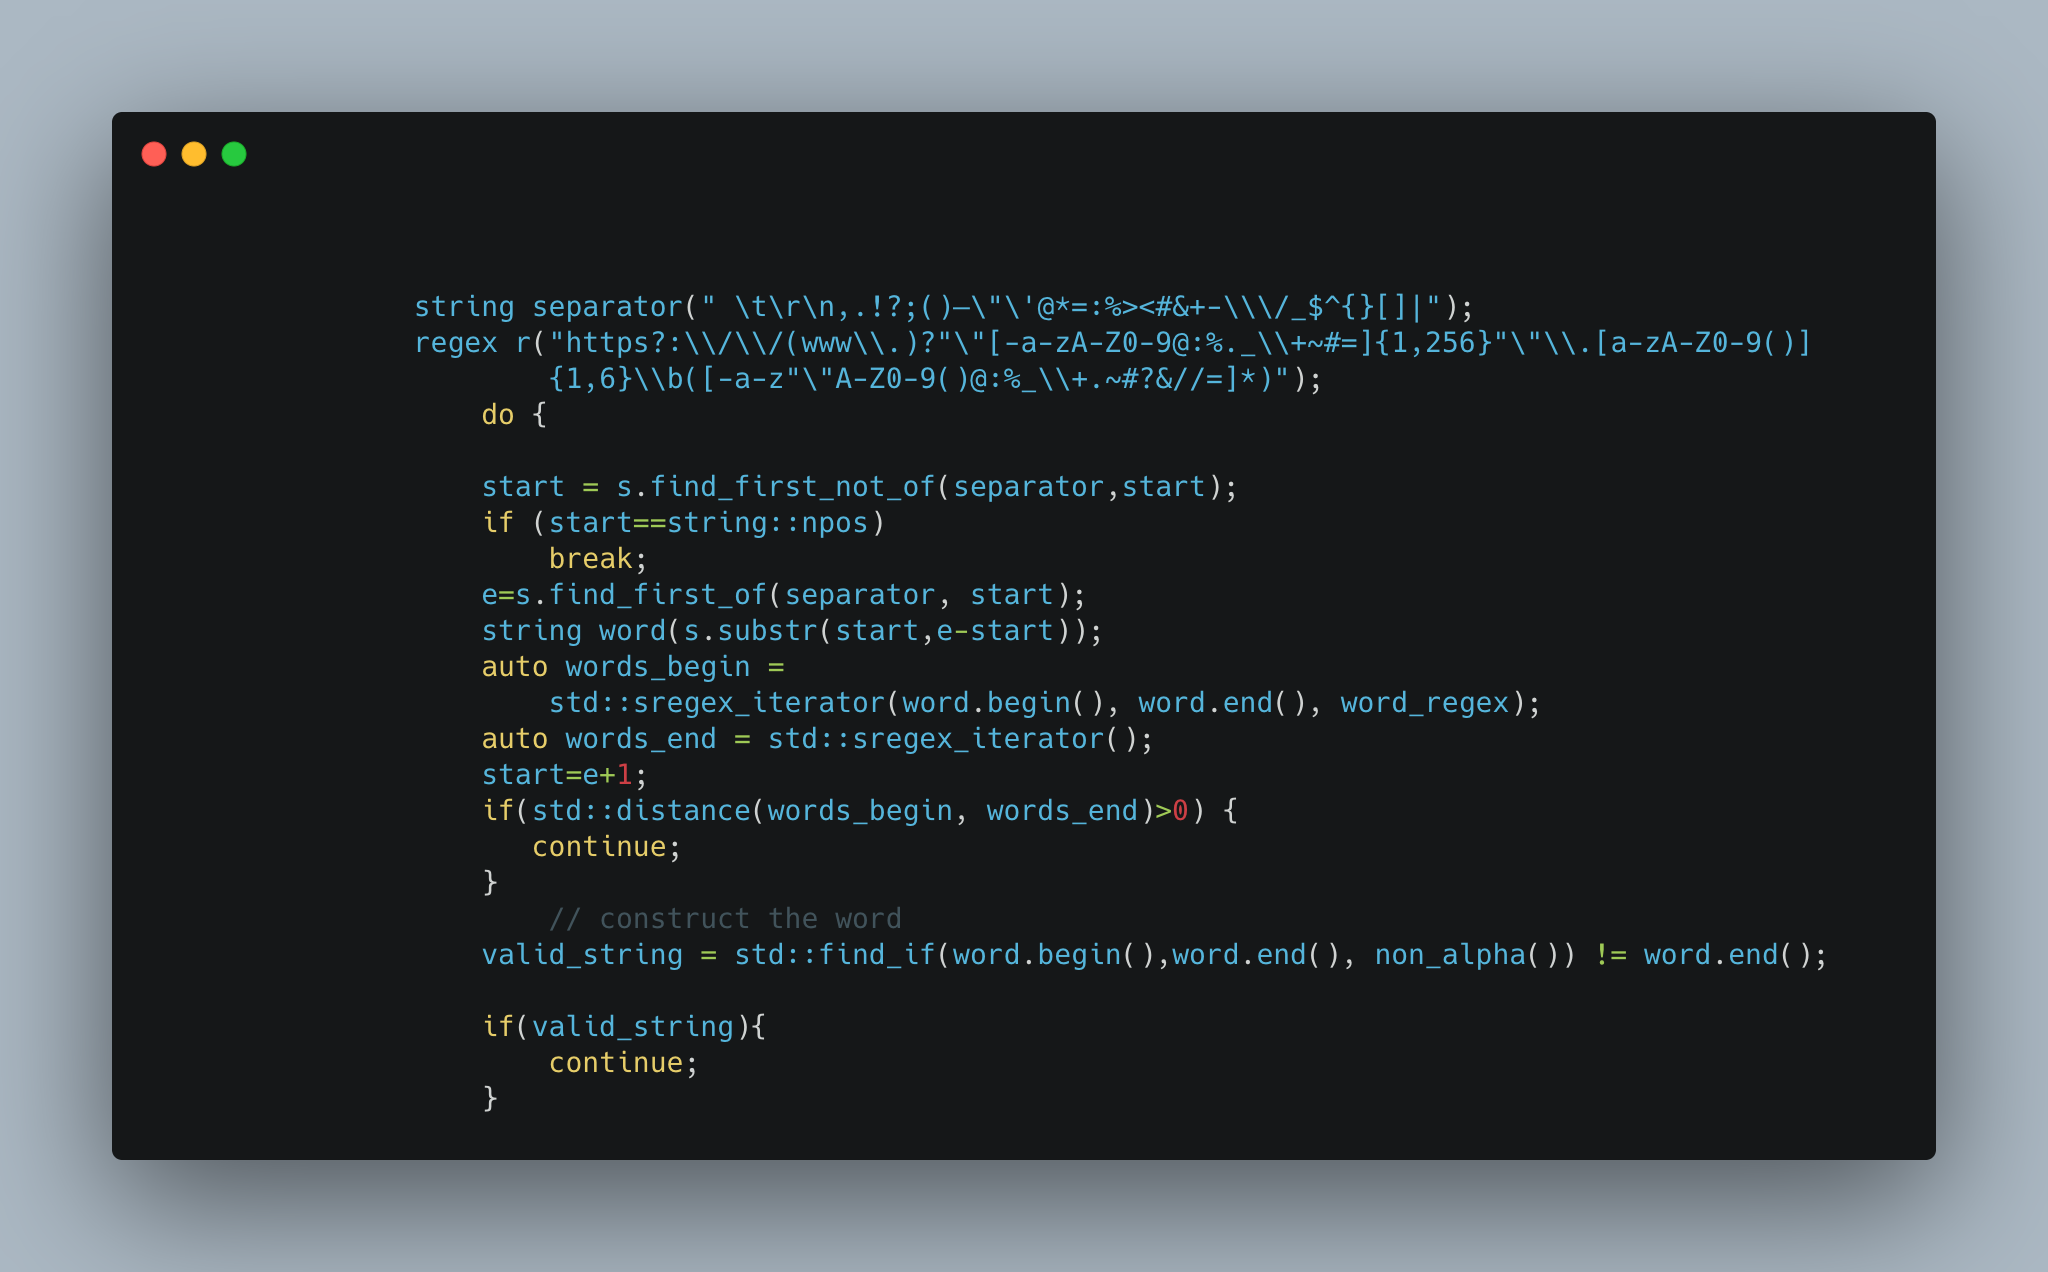 string separator(" \t\r\n,.!?;()—\"\'@*=:%><#&+-\\\/_$^{}[]|");
regex r("https?:\\/\\/(www\\.)?"\"[-a-zA-Z0-9@:%._\\+~#=]{1,256}"\"\\.[a-zA-Z0-9()]
{1,6}\\b([-a-z"\"A-Z0-9()@:%_\\+.~#?&//=]*)");
do {
start = s.find_first_not_of(separator,start);
if (start==string::npos)
break;
e=s.find_first_of(separator, start);
string word(s.substr(start,e-start));
auto words_begin =
std::sregex_iterator(word.begin(), word.end(), word_regex);
auto words_end = std::sregex_iterator();
start=e+1;
if(std::distance(words_begin, words_end)>0) {
continue;
}
// construct the word
valid_string = std::find_if(word.begin(),word.end(), non_alpha()) != word.end();
if(valid_string){
continue;
}